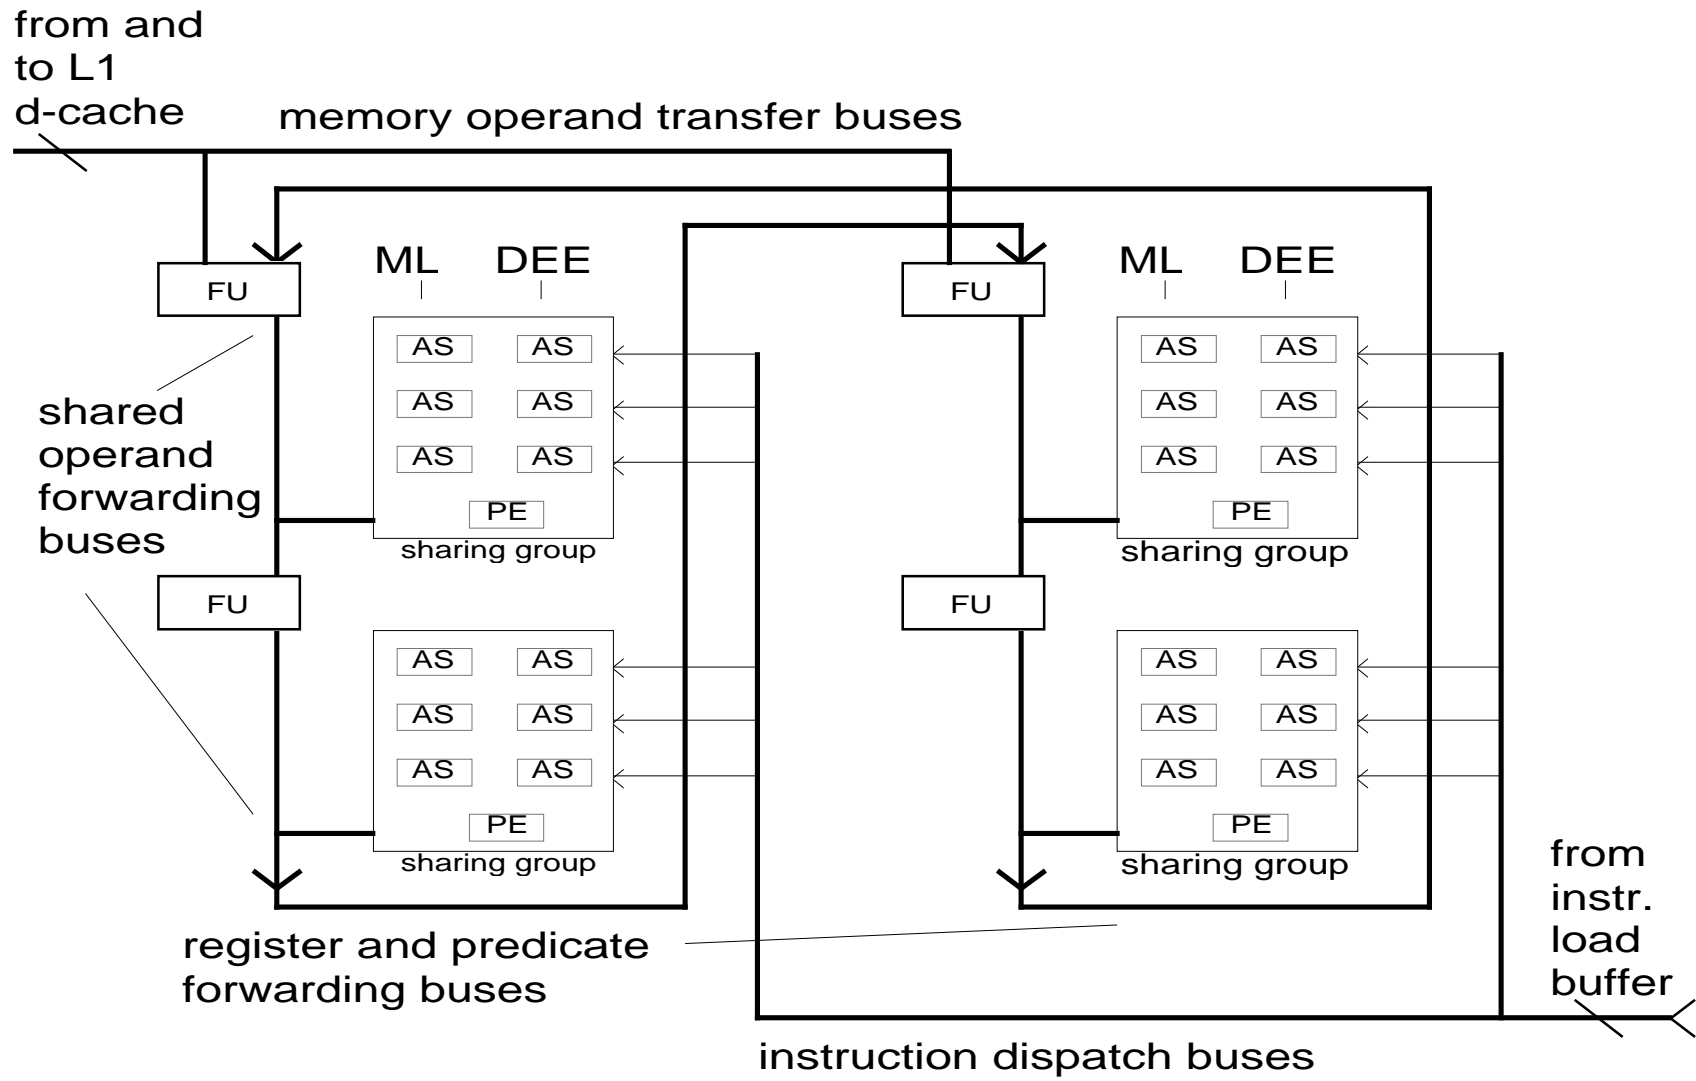 from and
to L1
d-cache
memory operand transfer buses
ML DEE ML DEE
FU FU
AS AS AS AS
AS AS AS AS
AS AS AS AS
PE PE
sharing group sharing group
shared
operand
forwarding
buses
FU FU
AS AS AS AS
AS AS AS AS
AS AS AS AS
PE PE
sharing group sharing group
from
instr.
load
buffer
register and predicate
forwarding buses
instruction dispatch buses